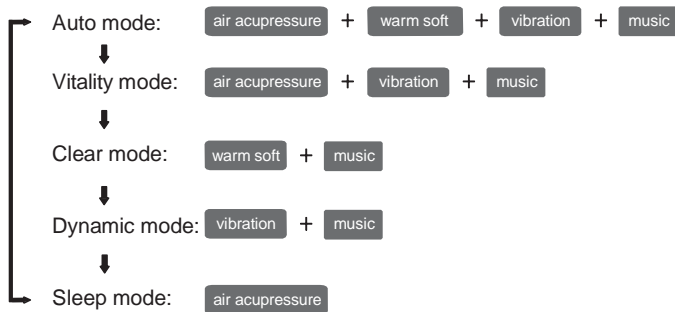 Auto mode: air acupressure + warm soft + vibration + music
Vitality mode: air acupressure + vibration + music
Clear mode: warm soft + music
Dynamic mode: vibration + music
Sleep mode: air acupressure